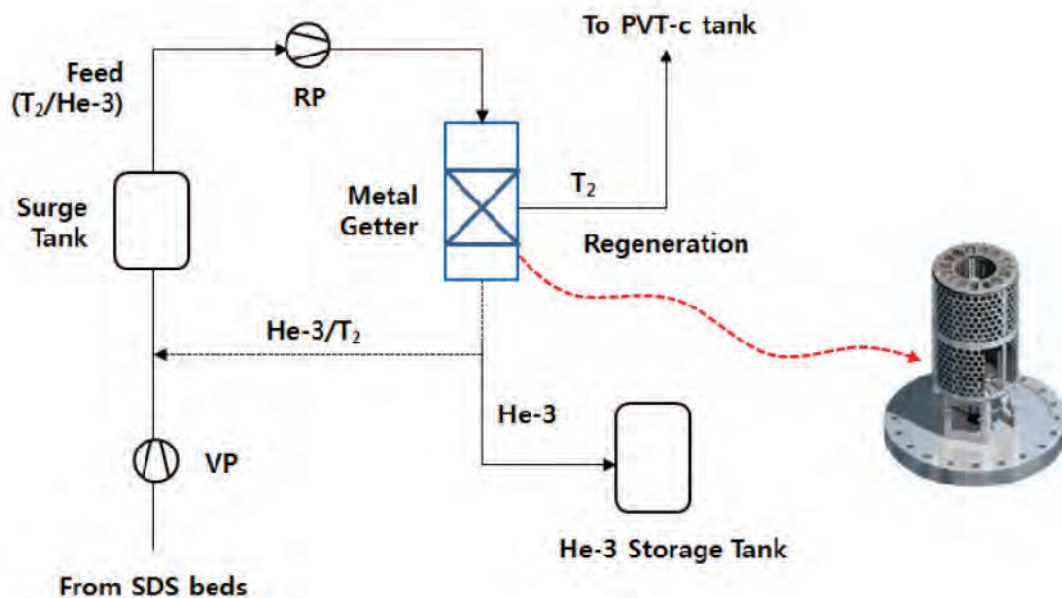 To PVT-c tank
Feed
(T₂/He-3)
RP
Metal
Getter
T₂
Surge
Tank
Regeneration
He-3/T₂
He-3
VP
He-3 Storage Tank
From SDS beds